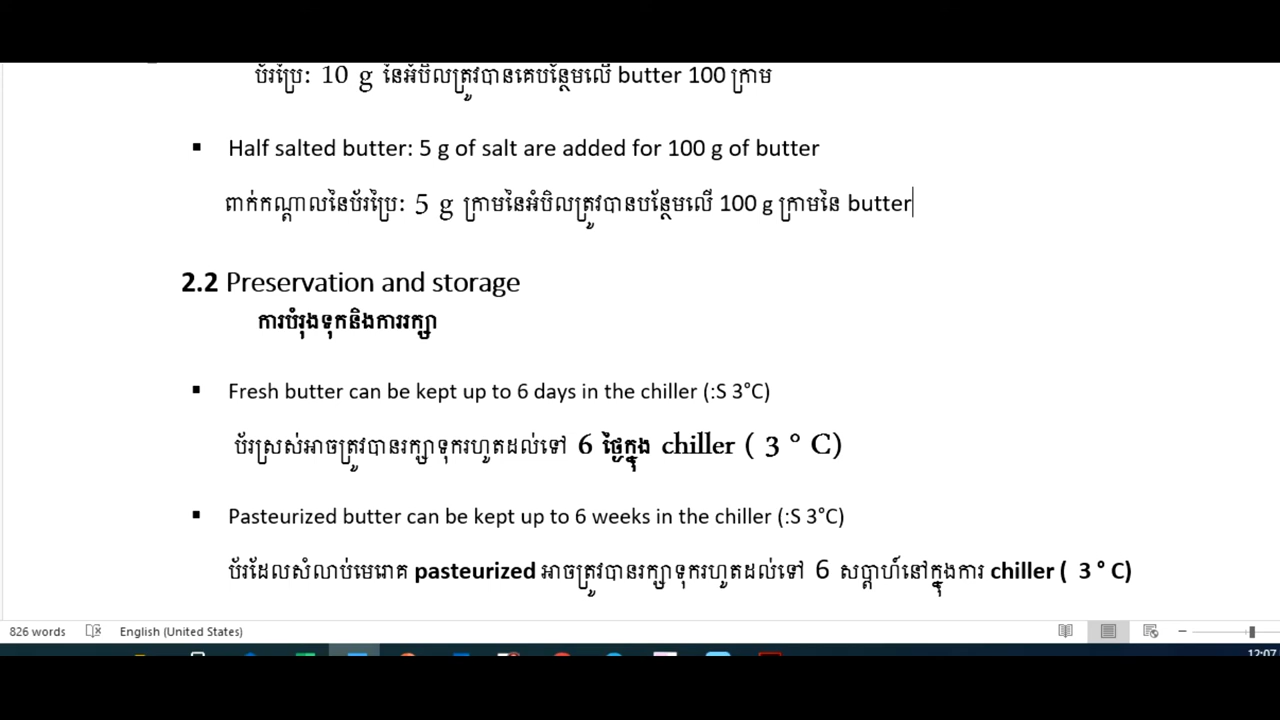 ប័រប្រៃ: 10 g នៃអំបិលត្រូវបានគេបន្ថែមលើ butter 100 ក្រាម
▪ Half salted butter: 5 g of salt are added for 100 g of butter
ពាក់កណ្តាលនៃប័រប្រៃ: 5 g ក្រាមនៃអំបិលត្រូវបានបន្ថែមលើ 100 g ក្រាមនៃ butter
2.2 Preservation and storage
ការបំរុងទុកនិងការរក្សា
▪ Fresh butter can be kept up to 6 days in the chiller (:S 3°C)
ប័រស្រស់អាចត្រូវបានរក្សាទុករហូតដល់ទៅ 6 ថ្ងៃក្នុង chiller ( 3 ° C)
▪ Pasteurized butter can be kept up to 6 weeks in the chiller (:S 3°C)
ប័រដែលសំលាប់មេរោគ pasteurized អាចត្រូវបានរក្សាទុករហូតដល់ទៅ 6 សប្តាហ៍នៅក្នុងការ chiller ( 3 ° C)
826 words English (United States)
12:07